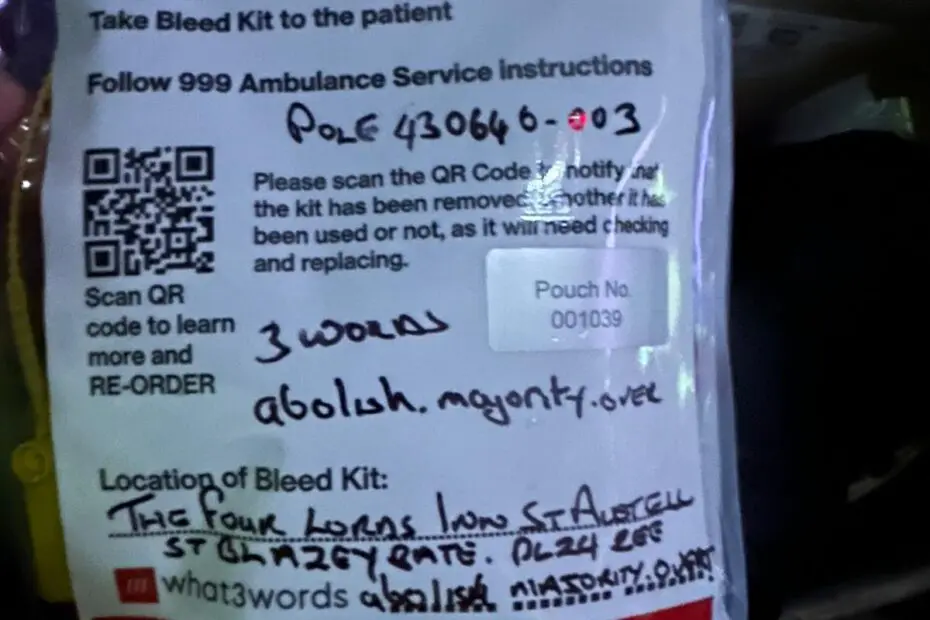 Take Bleed Kit to the patient
Follow 999 Ambulance Service instructions
POLE 430646-003
Please scan the QR Code to notify that
the kit has been removed, whether it has
been used or not, as it will need checking
and replacing.
Pouch No.
001039
Scan QR
code to learn
more and
RE-ORDER
3 WORDS
abolish.majority.over
Location of Bleed Kit:
THE FOUR LORDS INN ST AUSTELL
ST BLAZEY GATE. PL24 2EE
what3words abolish MAJORITY.OVER